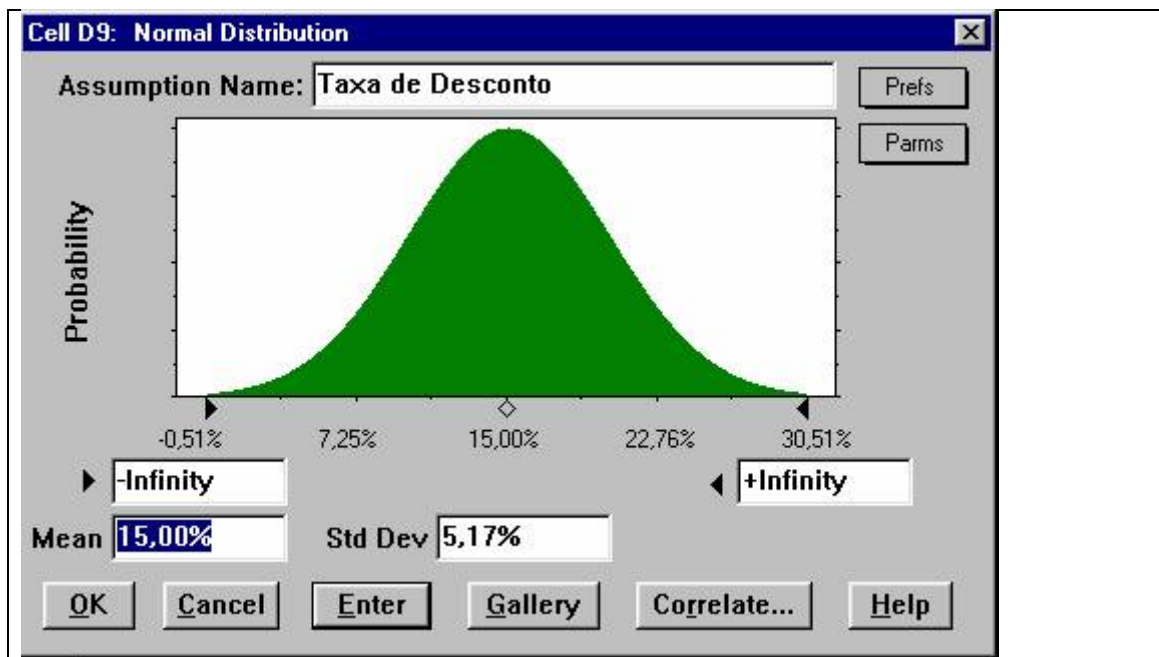 Cell D9: Normal Distribution
Assumption Name: Taxa de Desconto
Prefs
Parms
Probability
-0,51% 7,25% 15,00% 22,76% 30,51%
-Infinity +Infinity
Mean 15,00% Std Dev 5,17%
OK Cancel Enter Gallery Correlate... Help